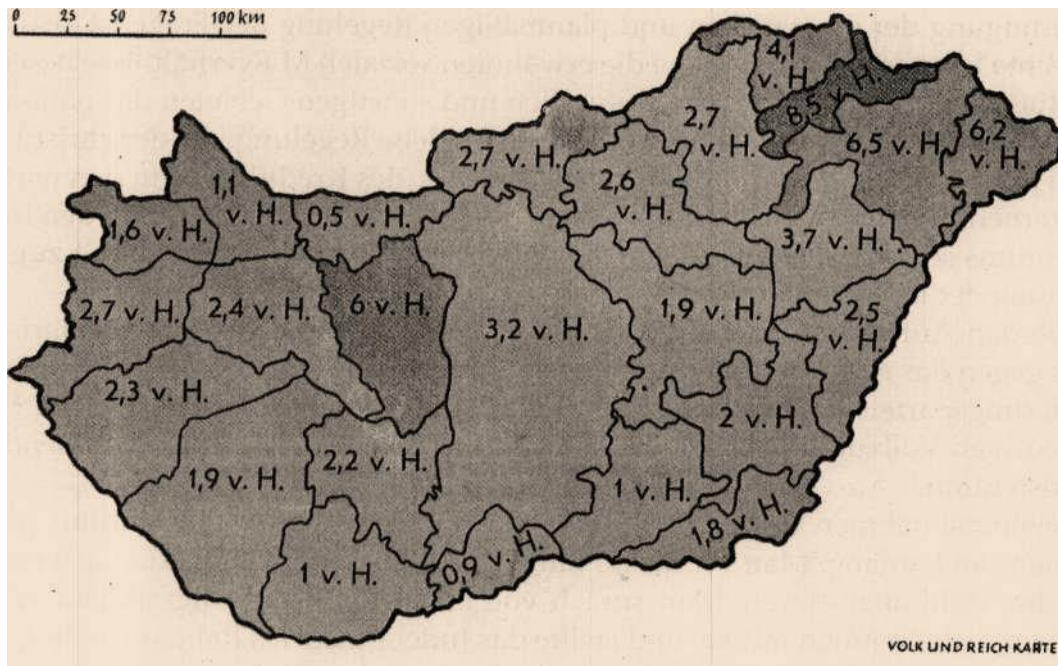 0 25 50 75 100 KM
4,1
v. H.
8,5 v. H.
2,7
v. H.
6,5 v. H.
6,2
v. H.
2,7 v. H.
2,6
v. H.
1,1
v. H.
0,5 v. H.
1,6 v. H.
3,7 v. H.
2,7 v. H.
2,4 v. H.
6 v. H.
3,2 v. H.
1,9 v. H.
2,5
v. H.
2,3 v. H.
2 v. H.
2,2 v. H.
1,9 v. H.
1 v. H.
1,8 v. H.
0,9 v. H.
1 v. H.
VOLK UND REICH KARTE